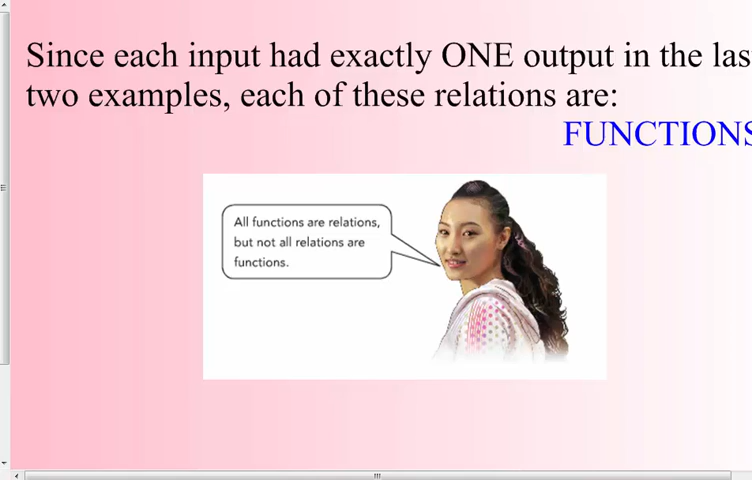 Since each input had exactly ONE output in the las
two examples, each of these relations are:
FUNCTIONS
All functions are relations,
but not all relations are
functions.